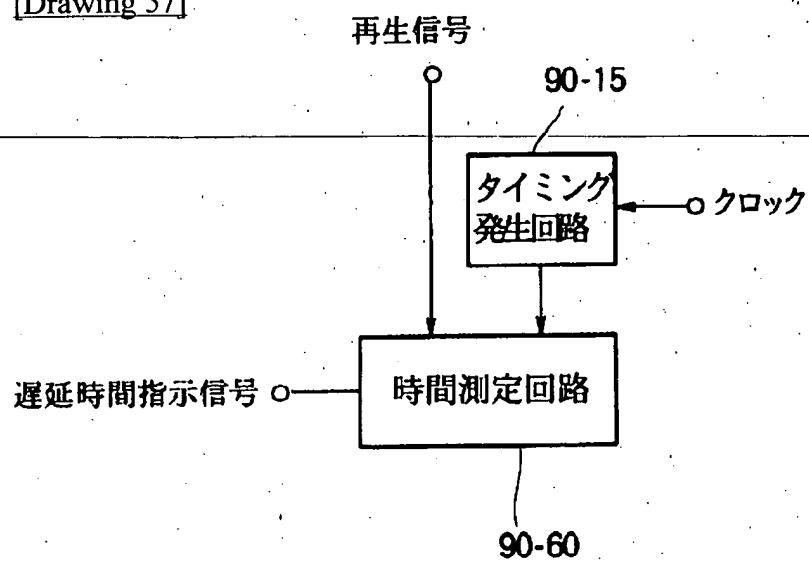 [Drawing 57]
再生信号
90-15
タイミング
発生回路
クロック
遅延時間指示信号
時間測定回路
90-60